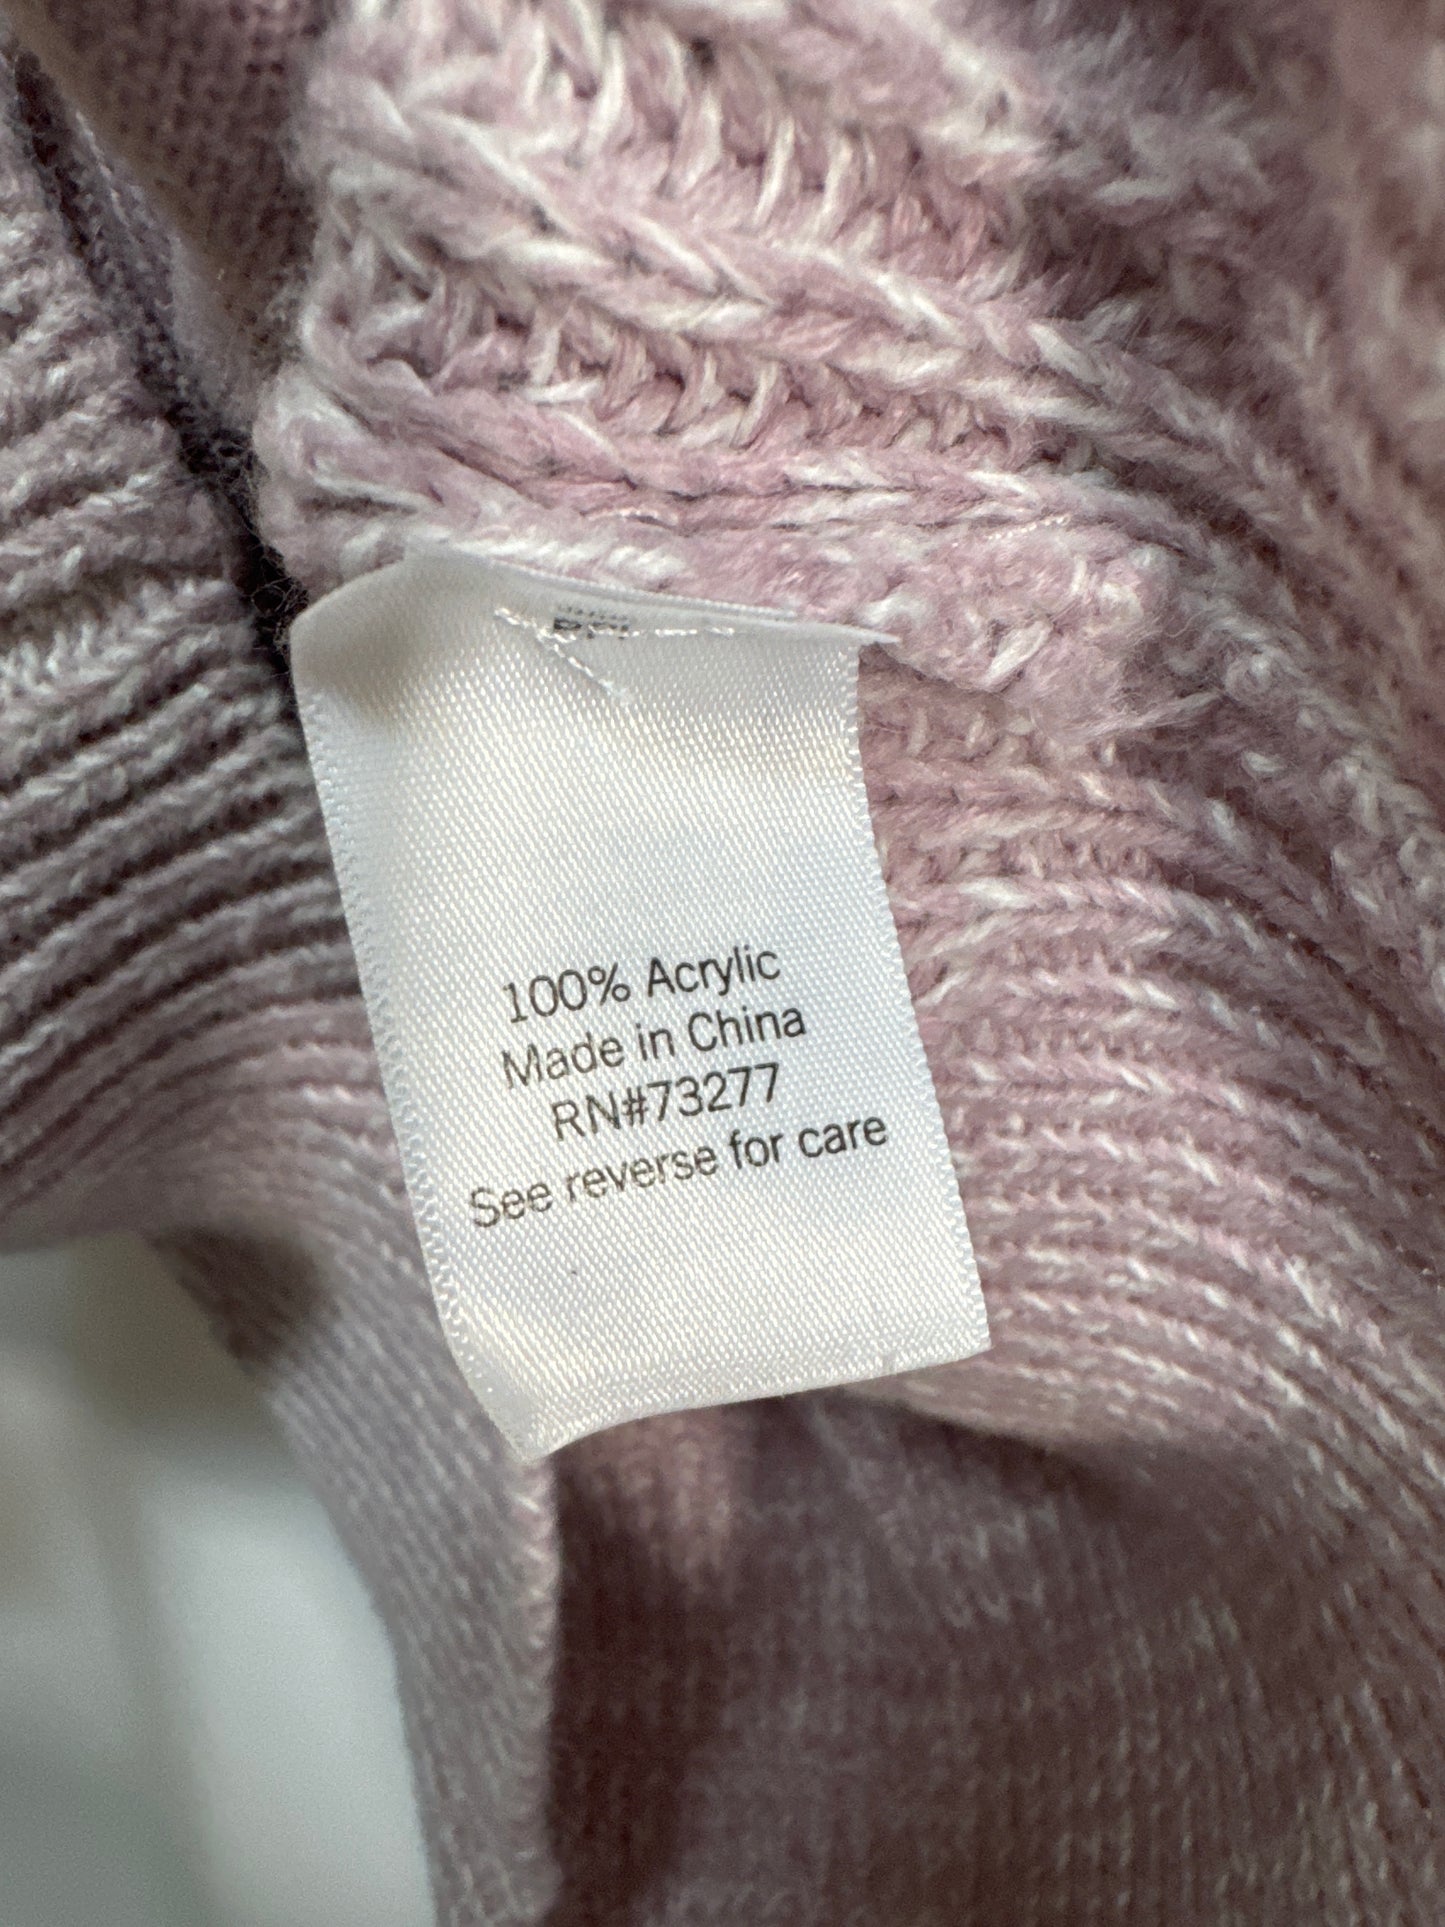 100% Acrylic
Made in China
RN#73277
See reverse for care